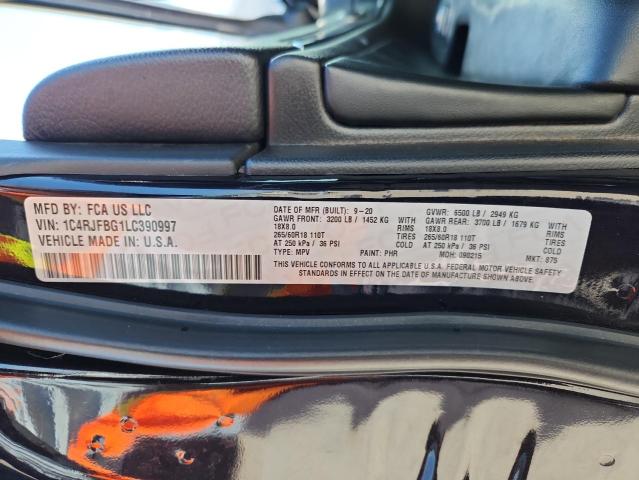 MFD BY: FCA US LLC
VIN: 1C4RJFBG1LC390997
VEHICLE MADE IN U.S.A.
DATE OF MFR (BUILT): 9-20
GAWR FRONT: 3200 LB / 1452 KG WITH
18X8.0 RIMS
265/60R18 110T TIRES
AT 250 kPa / 36 PSI COLD
TYPE: MPV PAINT: PHR
GVWR: 6500 LB / 2949 KG
GAWR REAR: 3700 LB / 1679 KG WITH
18X8.0 RIMS
265/60R18 110T TIRES
AT 250 kPa / 36 PSI COLD
MDH: 090215 MKT: 875
THIS VEHICLE CONFORMS TO ALL APPLICABLE U.S.A. FEDERAL MOTOR VEHICLE SAFETY
STANDARDS IN EFFECT ON THE DATE OF MANUFACTURE SHOWN ABOVE.